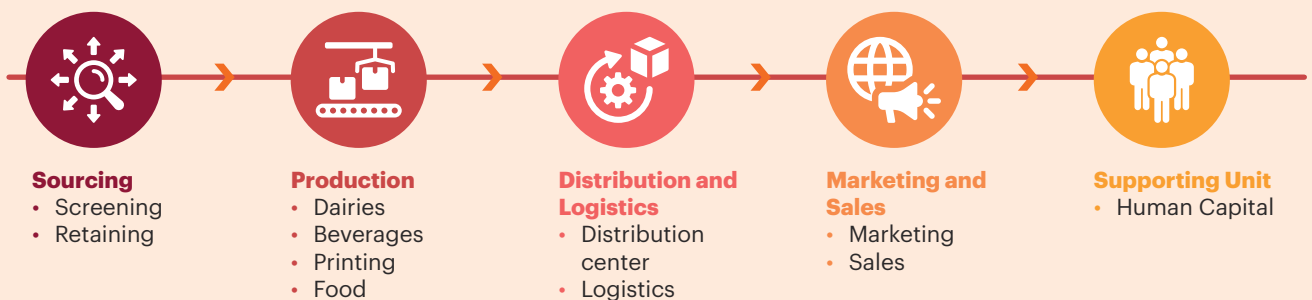 Sourcing
• Screening
• Retaining
Production
• Dairies
• Beverages
• Printing
• Food
Distribution and
Logistics
• Distribution
center
• Logistics
Marketing and
Sales
• Marketing
• Sales
Supporting Unit
• Human Capital